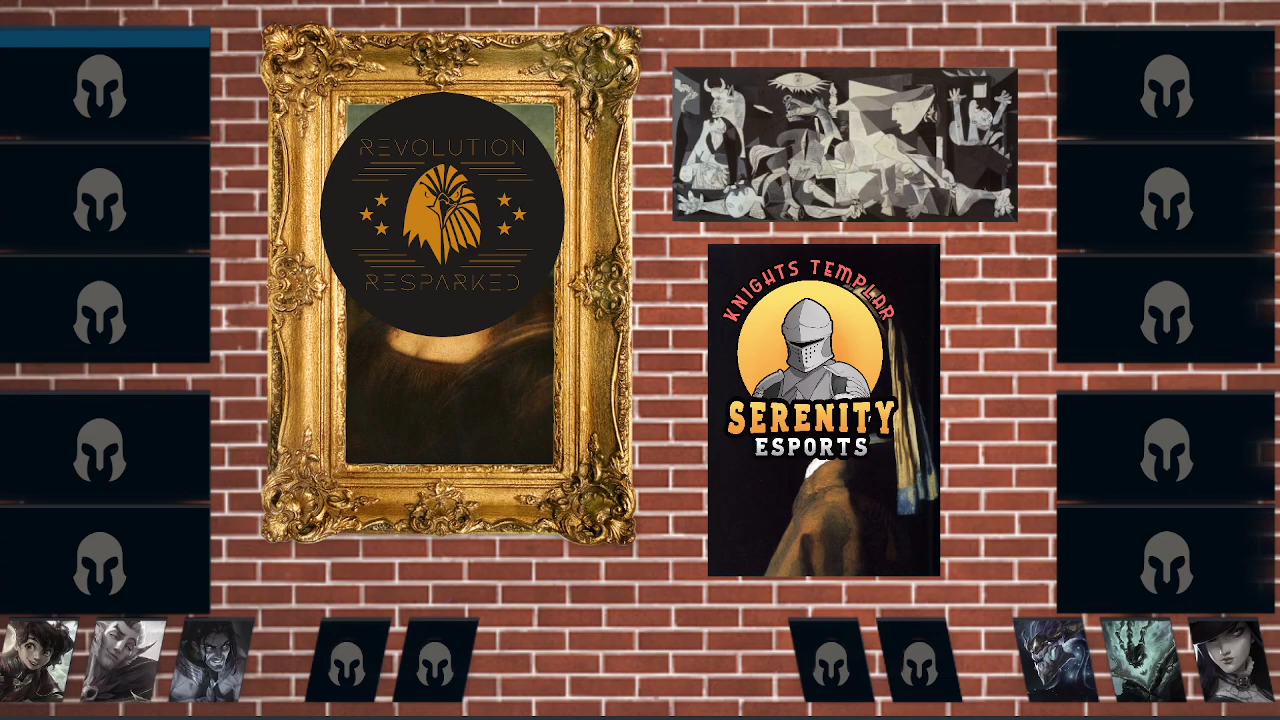 REVOLUTION
RESPARKED
KNIGHTS TEMPLAR
SERENITY
ESPORTS